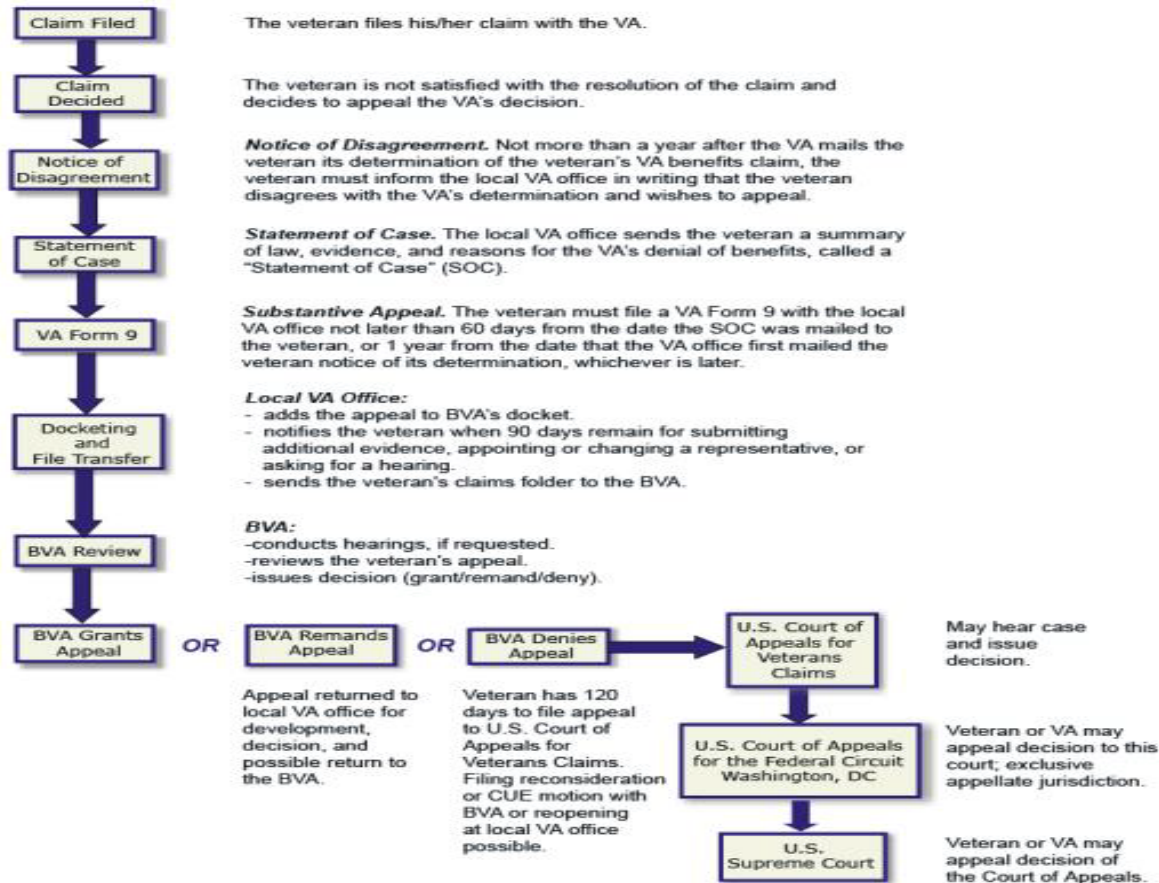 Claim Filed
The veteran files his/her claim with the VA.
Claim
Decided
The veteran is not satisfied with the resolution of the claim and
decides to appeal the VA's decision.
Notice of
Disagreement
Notice of Disagreement. Not more than a year after the VA mails the
veteran its determination of the veteran's VA benefits claim, the
veteran must inform the local VA office in writing that the veteran
disagrees with the VA's determination and wishes to appeal.
Statement
of Case
Statement of Case. The local VA office sends the veteran a summary
of law, evidence, and reasons for the VA's denial of benefits, called a
"Statement of Case" (SOC).
VA Form 9
Substantive Appeal. The veteran must file a VA Form 9 with the local
VA office not later than 60 days from the date the SOC was mailed to
the veteran, or 1 year from the date that the VA office first mailed the
veteran notice of its determination, whichever is later.
Docketing
and
File Transfer
Local VA Office:
- adds the appeal to BVA's docket.
- notifies the veteran when 90 days remain for submitting
additional evidence, appointing or changing a representative, or
asking for a hearing.
- sends the veteran's claims folder to the BVA.
BVA Review
BVA:
-conducts hearings, if requested.
-reviews the veteran's appeal.
-issues decision (grant/remand/deny).
BVA Grants
Appeal
OR
BVA Remands
Appeal
Appeal returned to
local VA office for
development,
decision, and
possible return to
the BVA.
OR
BVA Denies
Appeal
Veteran has 120
days to file appeal
to U.S. Court of
Appeals for
Veterans Claims.
Filing reconsideration
or CUE motion with
BVA or reopening
at local VA office
possible.
U.S. Court of
Appeals for
Veterans
Claims
May hear case
and issue
decision.
U.S. Court of Appeals
for the Federal Circuit
Washington, DC
Veteran or VA may
appeal decision to this
court; exclusive
appellate jurisdiction.
U.S.
Supreme Court
Veteran or VA may
appeal decision of
the Court of Appeals.